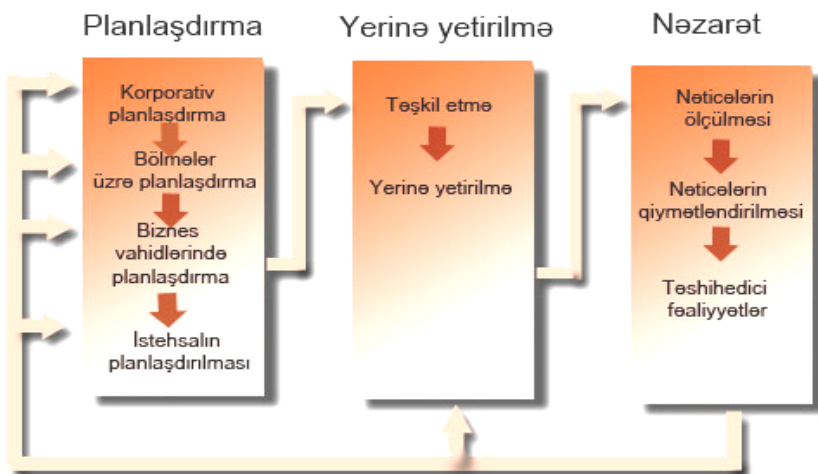 Planlaşdırma
Korporativ
planlaşdırma
Bölmələr
üzrə planlaşdırma
Biznes
vahidlərində
planlaşdırma
İstehsalın
planlaşdırılması
Yerinə yetirilmə
Təşkil etmə
Yerinə yetirilmə
Nəzarət
Nəticələrin
ölçülməsi
Nəticələrin
qiymətləndirilməsi
Təshihedici
fəaliyyətlər